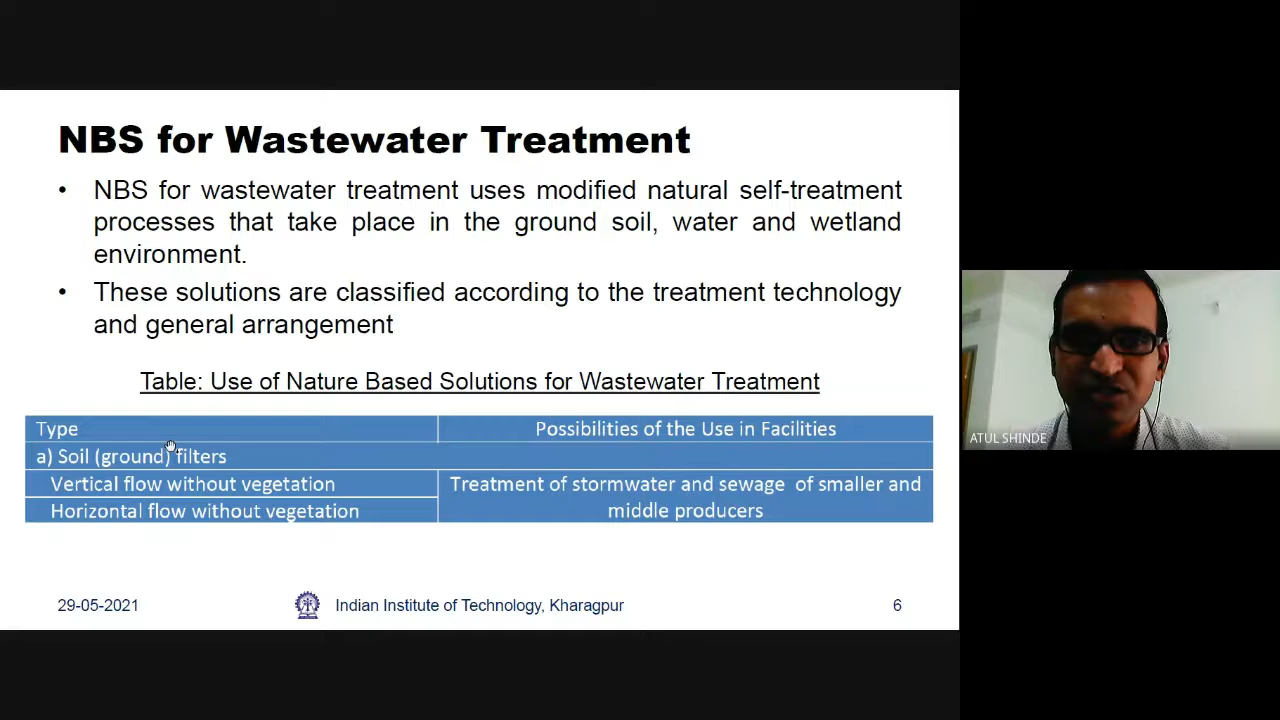 NBS for Wastewater Treatment
• NBS for wastewater treatment uses modified natural self-treatment
processes that take place in the ground soil, water and wetland
environment.
• These solutions are classified according to the treatment technology
and general arrangement
Table: Use of Nature Based Solutions for Wastewater Treatment
Type
Possibilities of the Use in Facilities
a) Soil (ground) filters
Vertical flow without vegetation
Horizontal flow without vegetation
Treatment of stormwater and sewage of smaller and
middle producers
29-05-2021
Indian Institute of Technology, Kharagpur
6
ATUL SHINDE